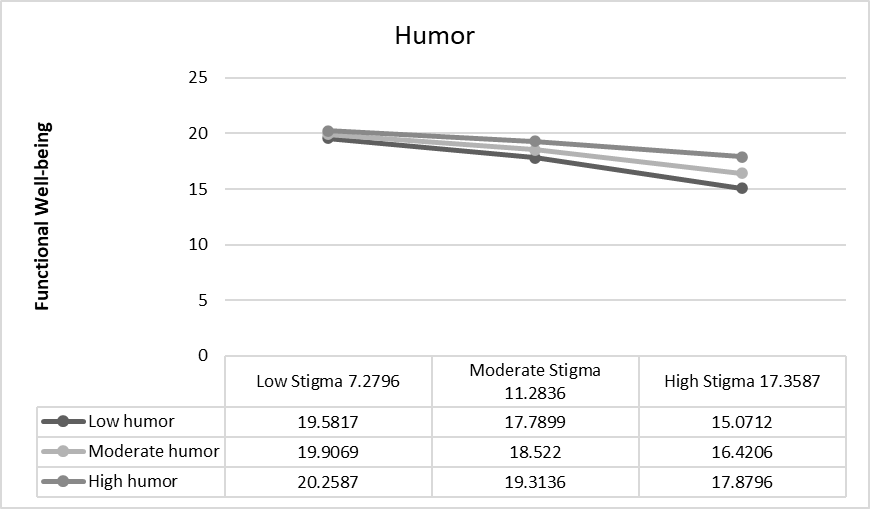 Humor
Functional Well-being
25
20
15
10
5
0
Low Stigma 7.2796
Moderate Stigma
11.2836
High Stigma 17.3587
Low humor 19.5817 17.7899 15.0712
Moderate humor 19.9069 18.522 16.4206
High humor 20.2587 19.3136 17.8796